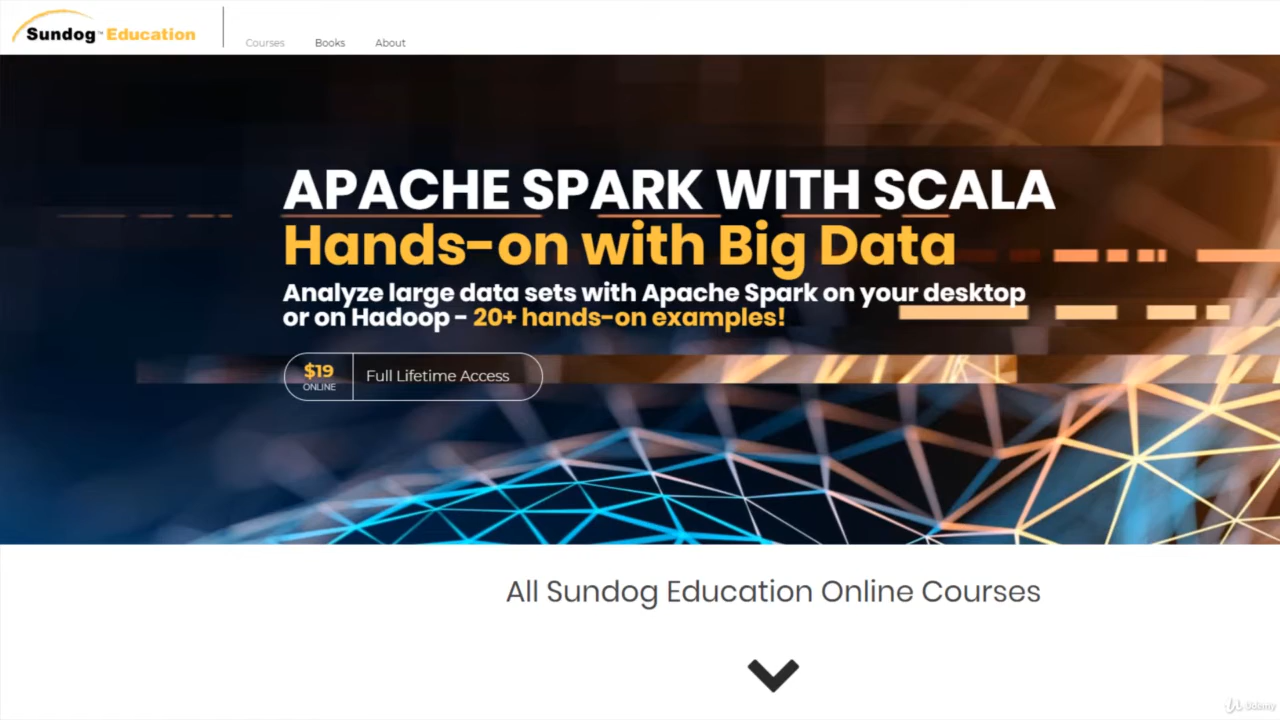 Sundog™ Education
Courses Books About
APACHE SPARK WITH SCALA
Hands-on with Big Data
Analyze large data sets with Apache Spark on your desktop
or on Hadoop - 20+ hands-on examples!
$19
ONLINE
Full Lifetime Access
All Sundog Education Online Courses
Udemy